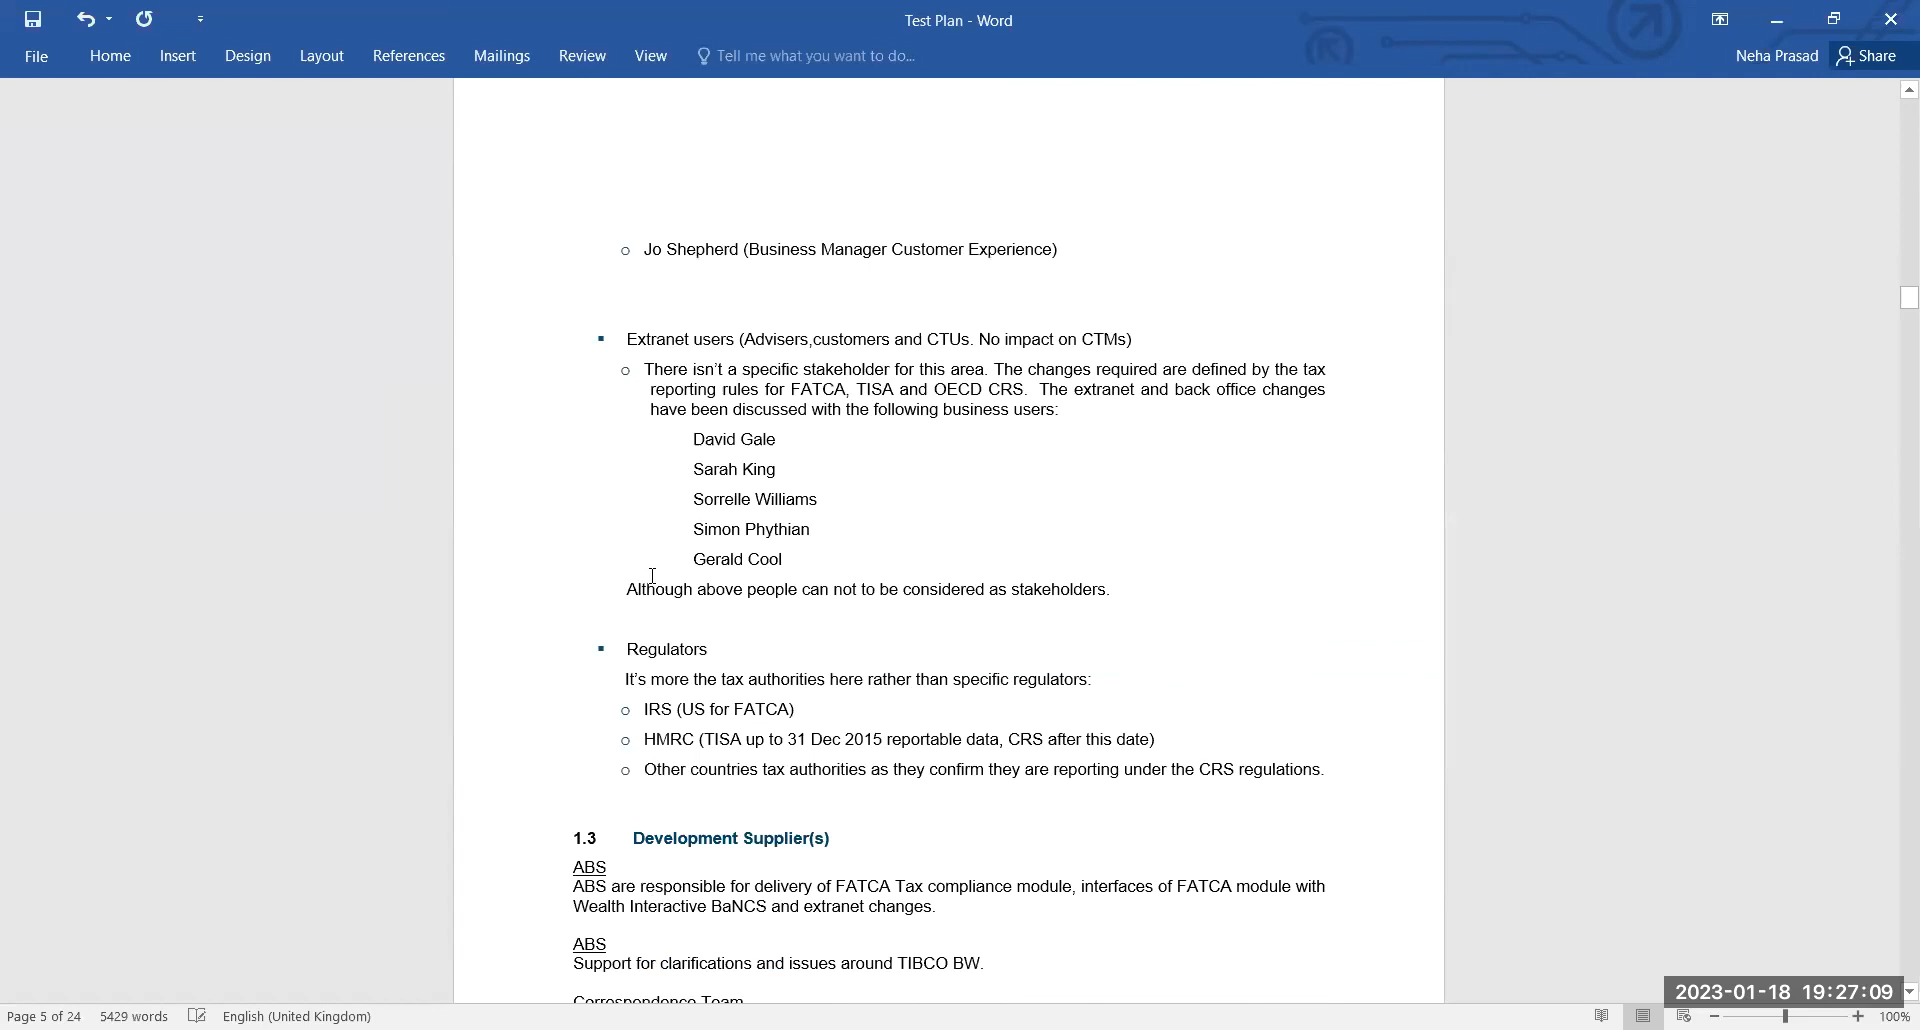 Test Plan - Word
File Home Insert Design Layout References Mailings Review View Tell me what you want to do... Neha Prasad Share
o Jo Shepherd (Business Manager Customer Experience)
▪ Extranet users (Advisers,customers and CTUs. No impact on CTMs)
o There isn't a specific stakeholder for this area. The changes required are defined by the tax
reporting rules for FATCA, TISA and OECD CRS. The extranet and back office changes
have been discussed with the following business users:
David Gale
Sarah King
Sorrelle Williams
Simon Phythian
Gerald Cool
Although above people can not to be considered as stakeholders.
▪ Regulators
It's more the tax authorities here rather than specific regulators:
o IRS (US for FATCA)
o HMRC (TISA up to 31 Dec 2015 reportable data, CRS after this date)
o Other countries tax authorities as they confirm they are reporting under the CRS regulations.
1.3 Development Supplier(s)
ABS
ABS are responsible for delivery of FATCA Tax compliance module, interfaces of FATCA module with
Wealth Interactive BaNCS and extranet changes.
ABS
Support for clarifications and issues around TIBCO BW.
Correspondence Team
2023-01-18 19:27:09
Page 5 of 24 5429 words English (United Kingdom) 100%